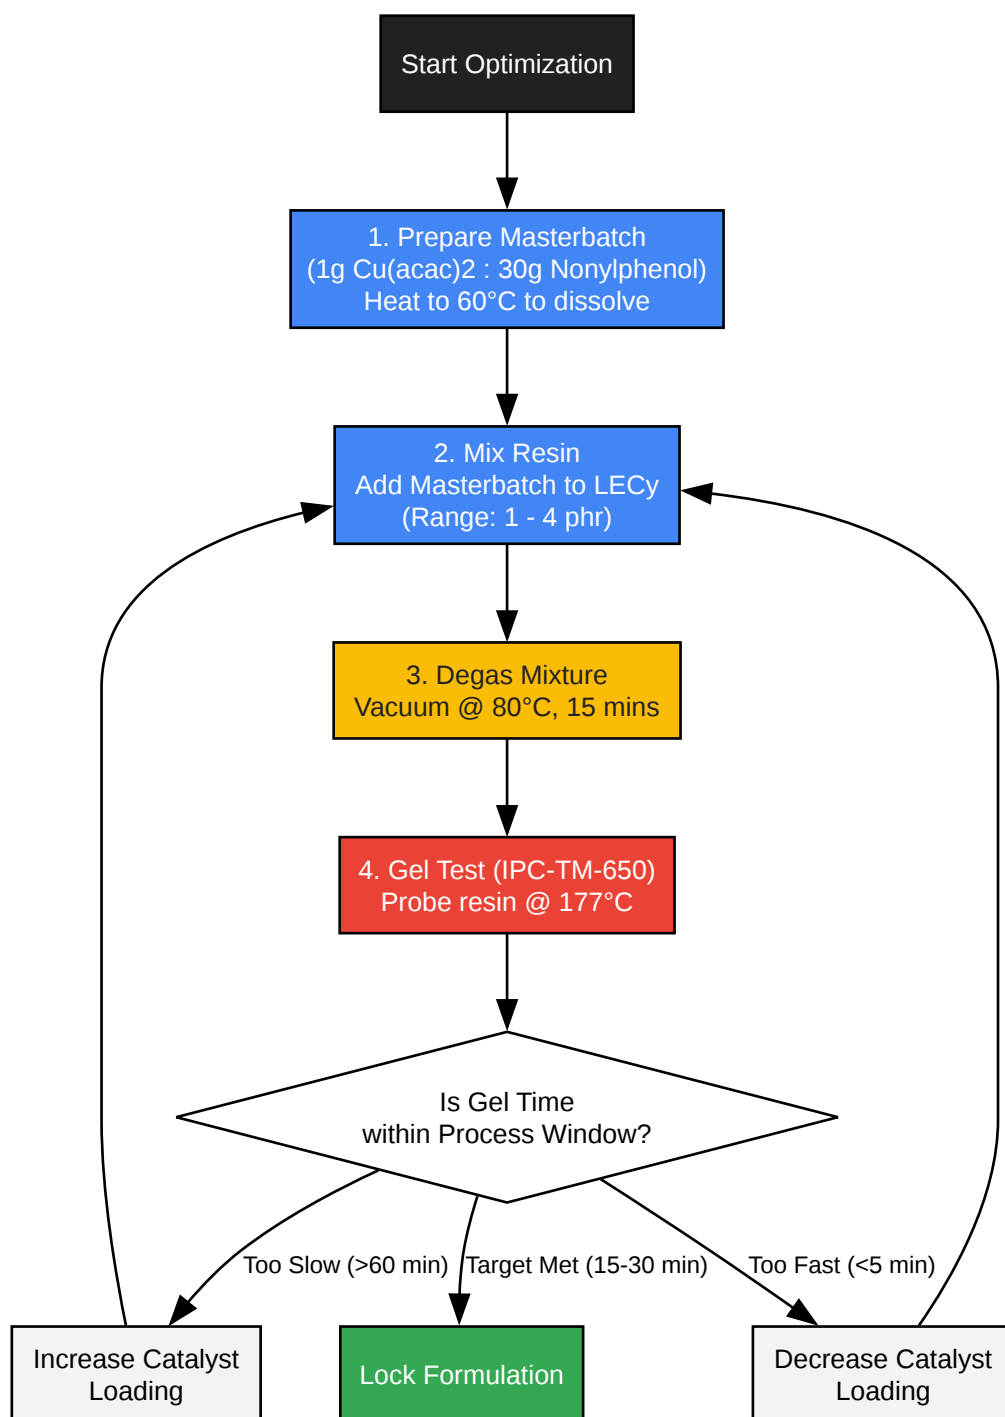 Start Optimization
1. Prepare Masterbatch
(1g Cu(acac)2 : 30g Nonylphenol)
Heat to 60°C to dissolve
2. Mix Resin
Add Masterbatch to LECy
(Range: 1 - 4 phr)
3. Degas Mixture
Vacuum @ 80°C, 15 mins
4. Gel Test (IPC-TM-650)
Probe resin @ 177°C
Is Gel Time
within Process Window?
Too Slow (>60 min)
Target Met (15-30 min)
Too Fast (<5 min)
Increase Catalyst
Loading
Lock Formulation
Decrease Catalyst
Loading